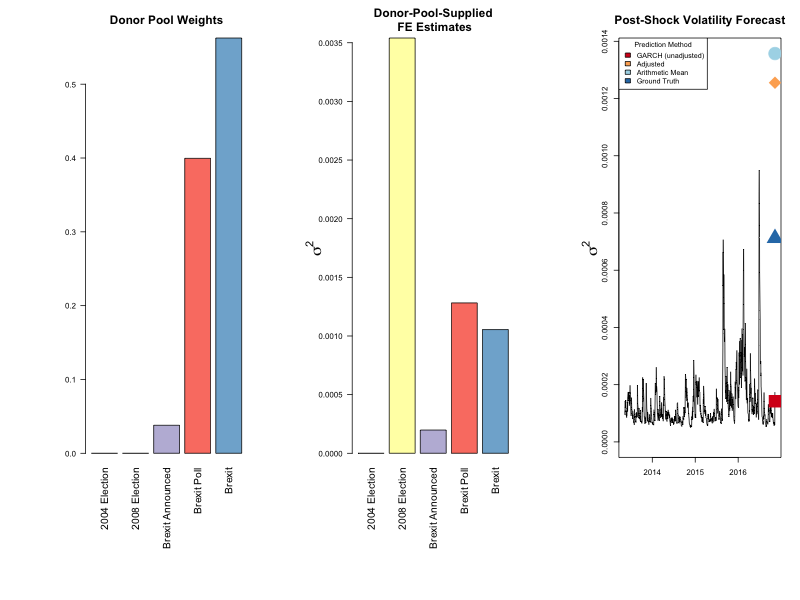 Donor Pool Weights
0.5
0.4
0.3
0.2
0.1
0.0
2004 Election
2008 Election
Brexit Announced
Brexit Poll
Brexit
Donor-Pool-Supplied
FE Estimates
σ2
0.0035
0.0030
0.0025
0.0020
0.0015
0.0010
0.0005
0.0000
2004 Election
2008 Election
Brexit Announced
Brexit Poll
Brexit
Post-Shock Volatility Forecast
σ2
0.0014
0.0012
0.0010
0.0008
0.0006
0.0004
0.0002
0.0000
Prediction Method
GARCH (unadjusted)
Adjusted
Arithmetic Mean
Ground Truth
2014
2015
2016